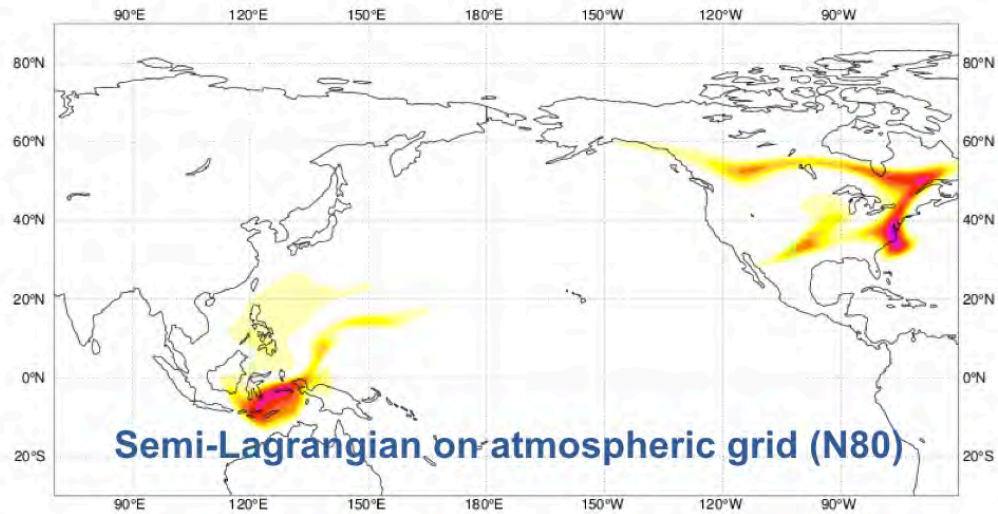 90°E 120°E 150°E 180°E 150°W 120°W 90°W
80°N 80°N
60°N 60°N
40°N 40°N
20°N 20°N
0°N 0°N
Semi-Lagrangian on atmospheric grid (N80)
20°S 20°S
90°E 120°E 150°E 180°E 150°W 120°W 90°W